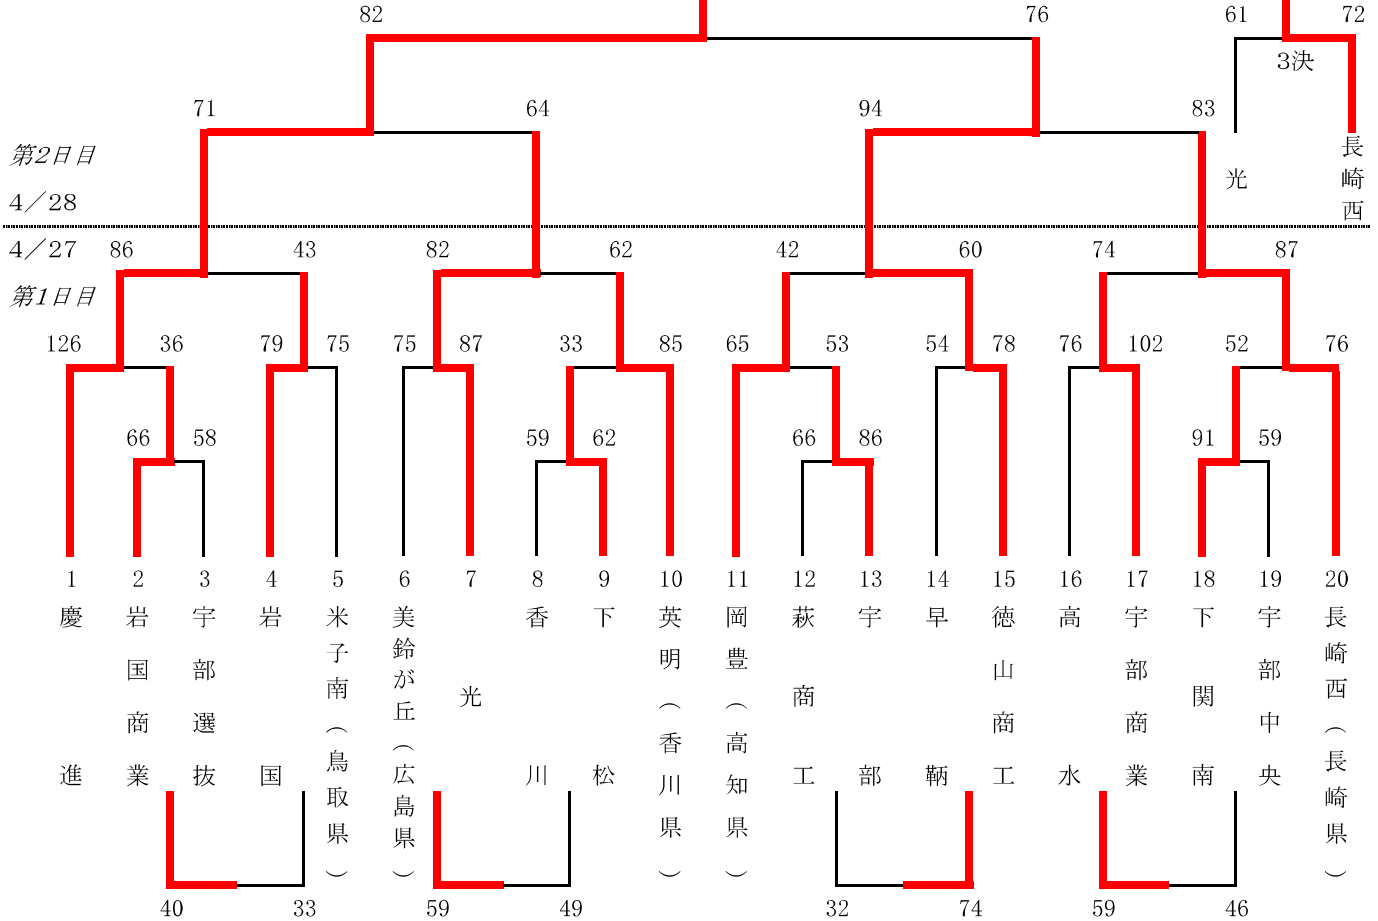 82 76 61 72
3決
71 64 94 83
第2日目
長崎西
光
4／28
4／27 86 43 82 62 42 60 74 87
第1日目
126 36 79 75 75 87 33 85 65 53 54 78 76 102 52 76
66 58 59 62 66 86 91 59
1 2 3 4 5 6 7 8 9 10 11 12 13 14 15 16 17 18 19 20
慶進
岩国商業
宇部選抜
岩国
米子南（鳥取県）
美鈴が丘（広島県）
光
香川
下松
英明（香川県）
岡豊（高知県）
萩商工
宇部
早鞆
徳山商工
高水
宇部商業
下関南
宇部中央
長崎西（長崎県）
40 33 59 49 32 74 59 46